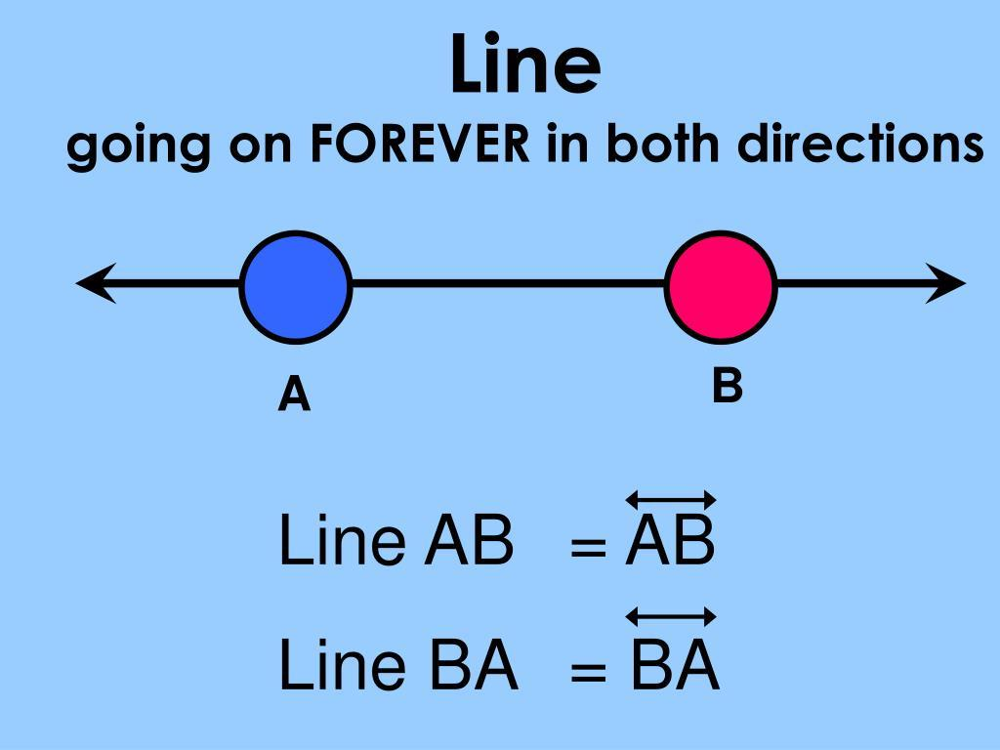 Line
going on FOREVER in both directions
A
B
Line AB = AB
Line BA = BA